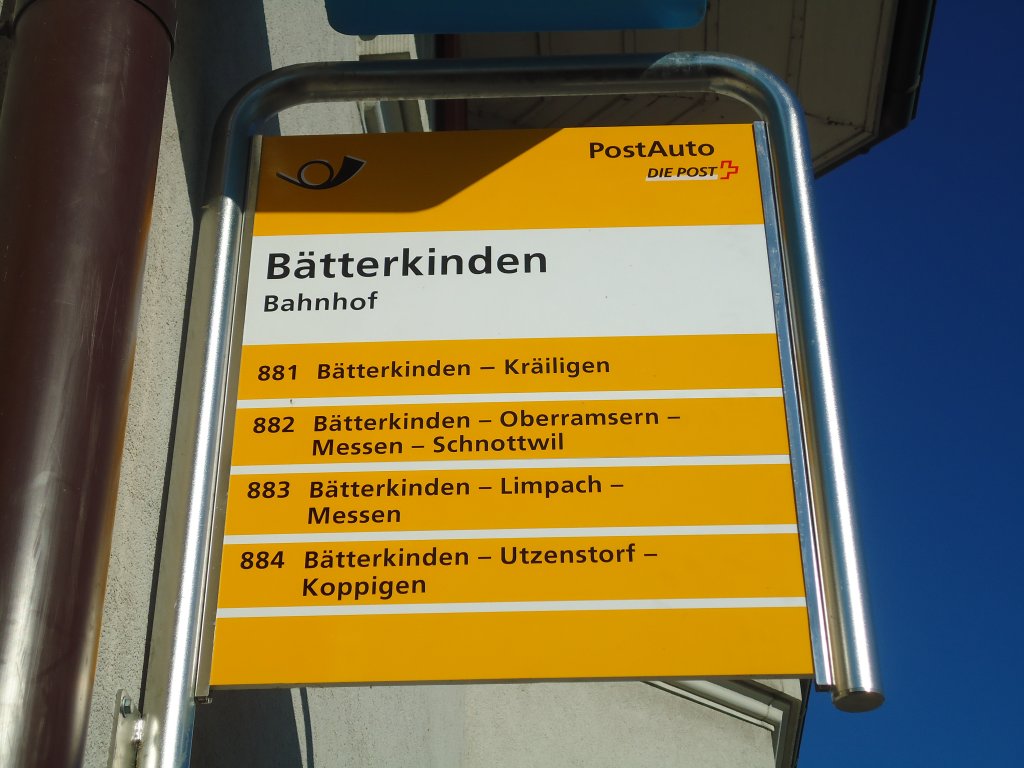 PostAuto
DIE POST
Bätterkinden
Bahnhof
881 Bätterkinden – Kräiligen
882 Bätterkinden – Oberramsern –
Messen – Schnottwil
883 Bätterkinden – Limpach –
Messen
884 Bätterkinden – Utzenstorf –
Koppigen